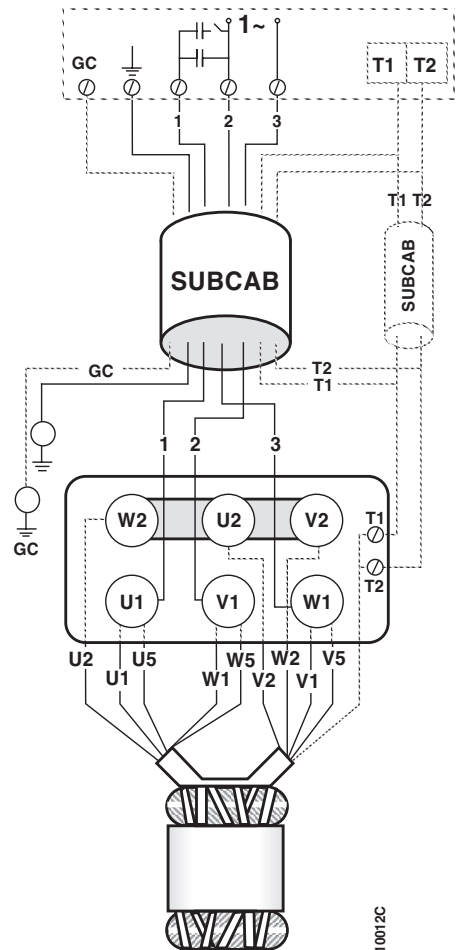 1~
GC
T1 T2
1 2 3
T1 T2
SUBCAB
SUBCAB
GC
T2
T1
1 2 3
GC
W2 U2 V2
T1
T2
U1 V1 W1
U2 U1 U5 W1 W5 V2 W2 V1 V5
10012C